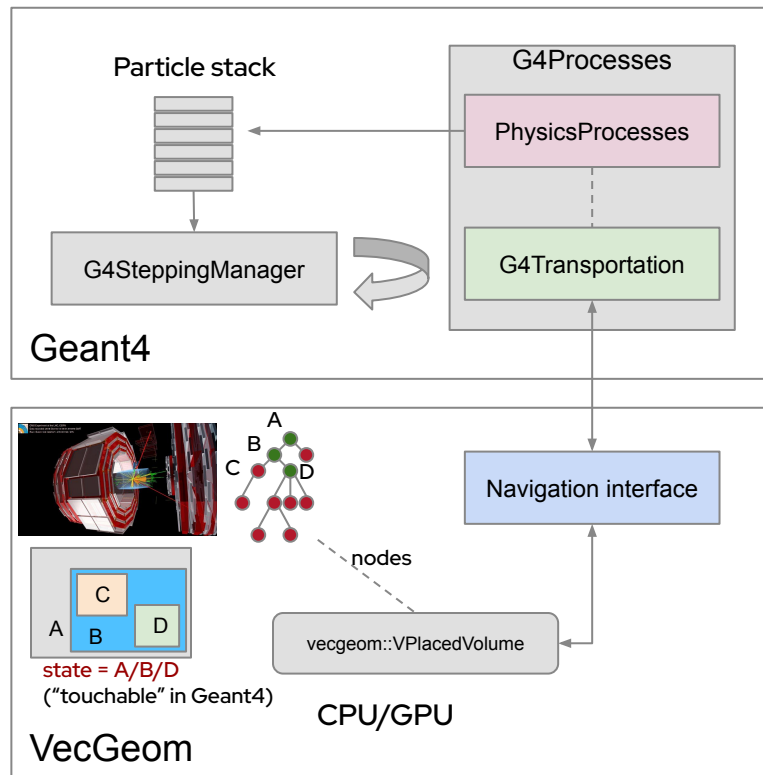 Particle stack
G4Processes
PhysicsProcesses
G4SteppingManager
G4Transportation
Geant4
A
B
C
D
Navigation interface
nodes
C
A
B
D
vecgeom::VPlacedVolume
state = A/B/D
("touchable" in Geant4)
CPU/GPU
VecGeom